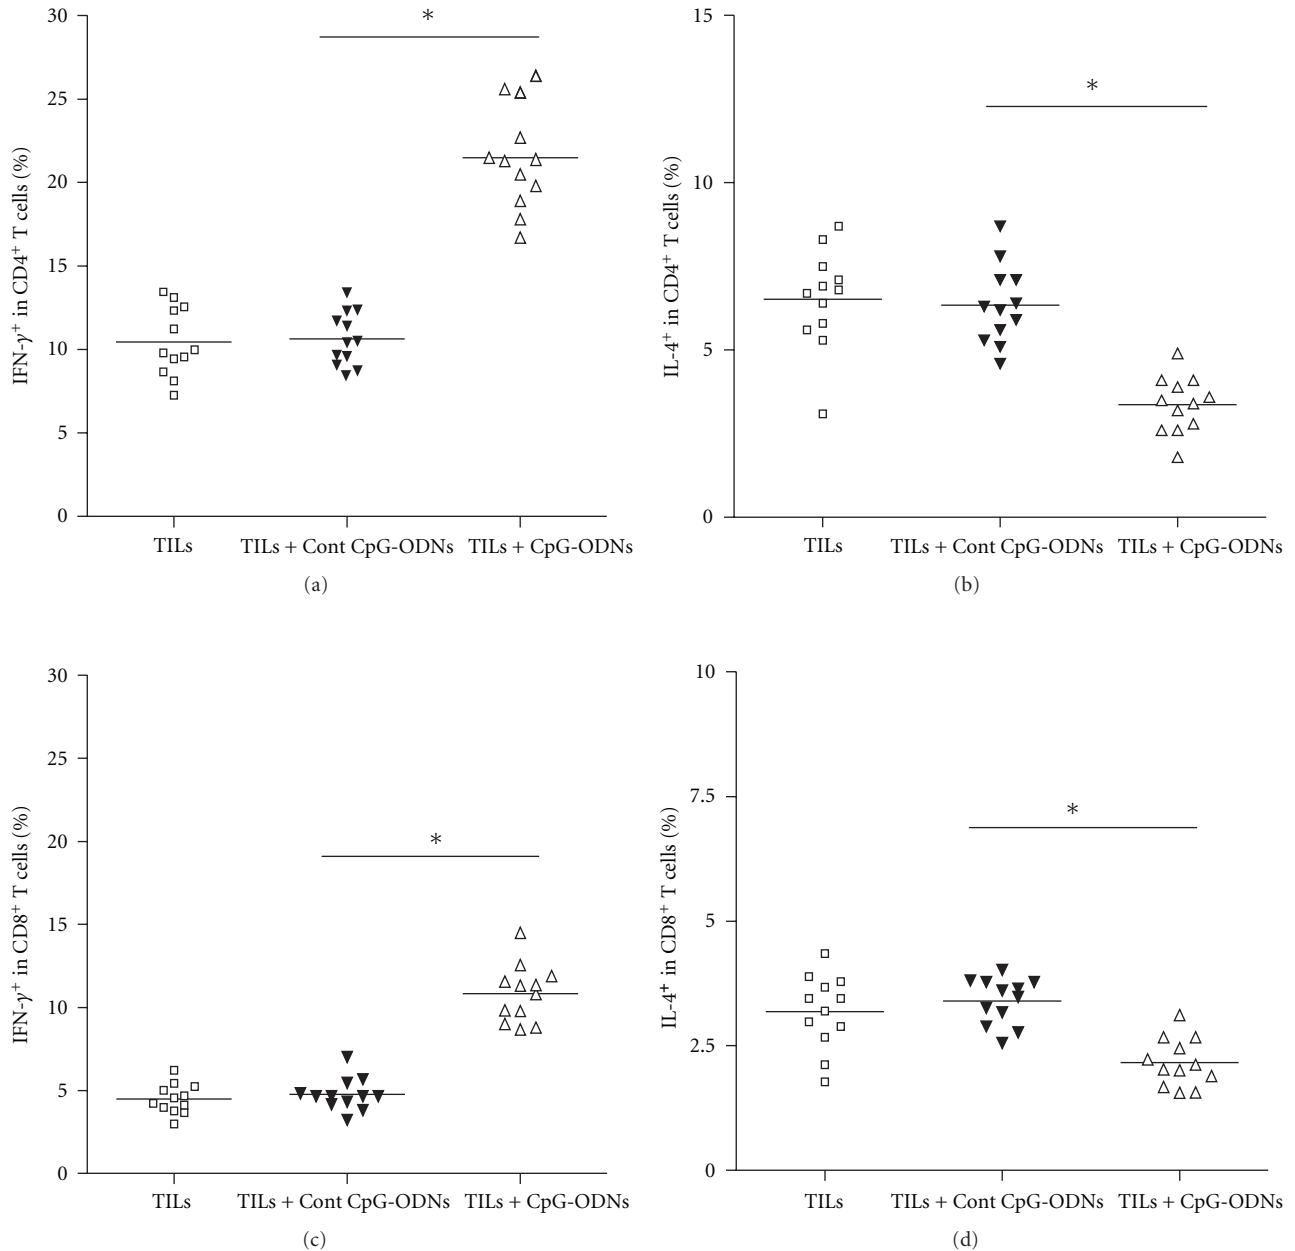 30
25
20
15
10
5
0
IFN-γ⁺ in CD4⁺ T cells (%)
*
TILs
TILs + Cont CpG-ODNs
TILs + CpG-ODNs
(a)
15
10
5
0
IL-4⁺ in CD4⁺ T cells (%)
*
TILs
TILs + Cont CpG-ODNs
TILs + CpG-ODNs
(b)
30
25
20
15
10
5
0
IFN-γ⁺ in CD8⁺ T cells (%)
*
TILs
TILs + Cont CpG-ODNs
TILs + CpG-ODNs
(c)
10
7.5
5
2.5
0
IL-4⁺ in CD8⁺ T cells (%)
*
TILs
TILs + Cont CpG-ODNs
TILs + CpG-ODNs
(d)